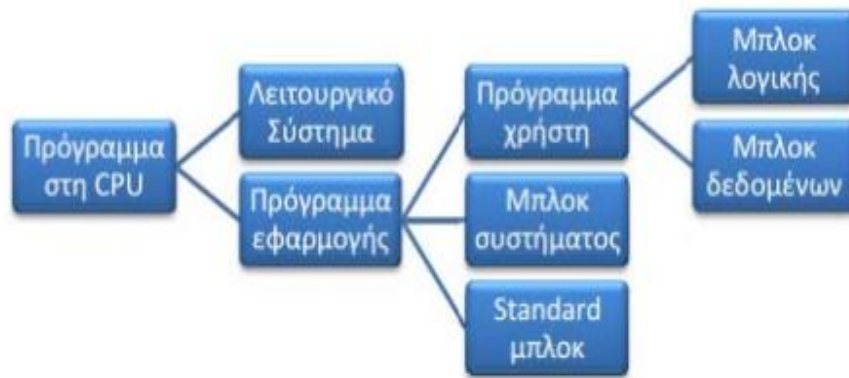 Πρόγραμμα
στη CPU
Λειτουργικό
Σύστημα
Πρόγραμμα
εφαρμογής
Πρόγραμμα
χρήστη
Μπλοκ
συστήματος
Standard
μπλοκ
Μπλοκ
λογικής
Μπλοκ
δεδομένων